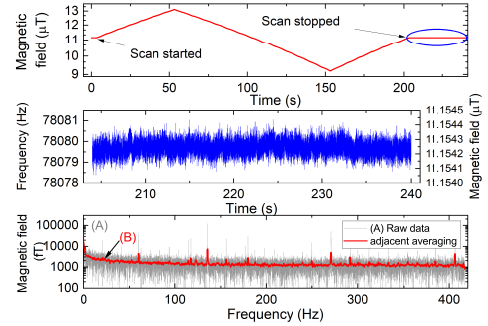 Magnetic
field (µT)
13
12
11
10
9
Scan started
Scan stopped
0
50
100
150
200
Time (s)
Frequency (Hz)
78081
78080
78079
78078
11.1545
11.1544
11.1543
11.1542
11.1541
11.1540
Magnetic field (µT)
210
220
230
240
Time (s)
Magnetic field
(fT)
100000
10000
1000
100
(A)
(B)
(A) Raw data
adjacent averaging
0
100
200
300
400
Frequency (Hz)